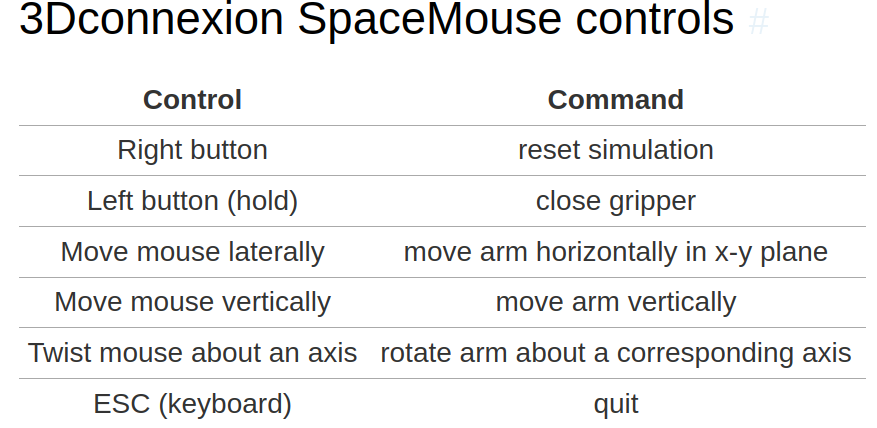 3Dconnexion SpaceMouse controls #
Control Command
Right button reset simulation
Left button (hold) close gripper
Move mouse laterally move arm horizontally in x-y plane
Move mouse vertically move arm vertically
Twist mouse about an axis rotate arm about a corresponding axis
ESC (keyboard) quit